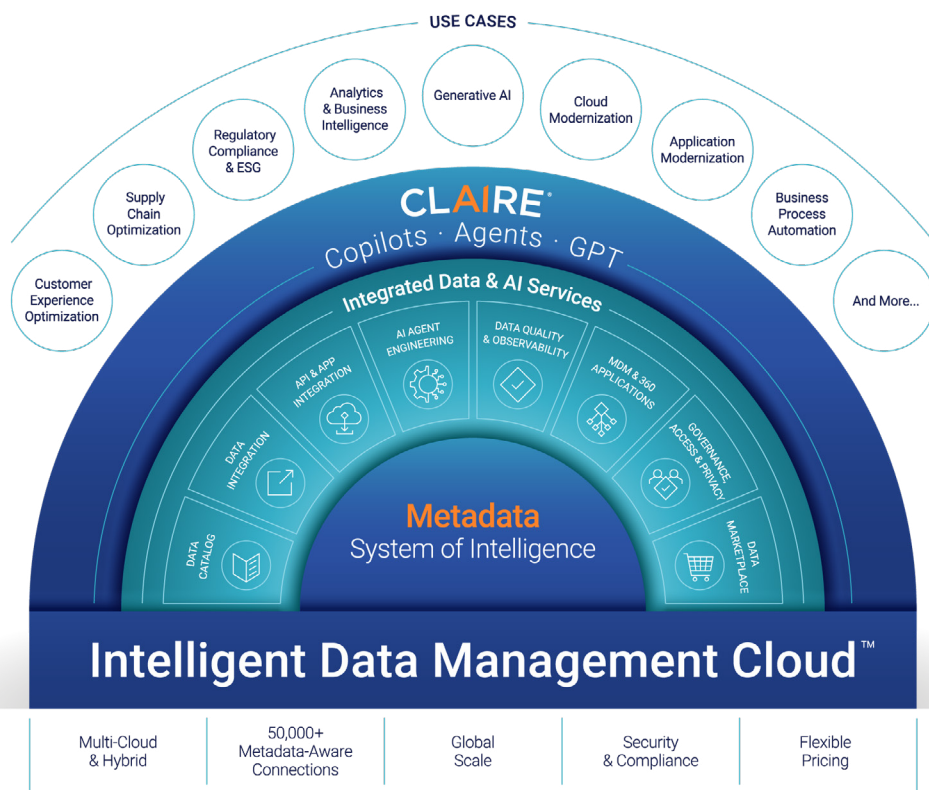 USE CASES
Customer
Experience
Optimization
Supply
Chain
Optimization
Regulatory
Compliance
& ESG
Analytics
& Business
Intelligence
Generative AI
Cloud
Modernization
Application
Modernization
Business
Process
Automation
And More...
CLAIRE®
Copilots · Agents · GPT
Integrated Data & AI Services
DATA
CATALOG
DATA
INTEGRATION
API & APP
INTEGRATION
AI AGENT
ENGINEERING
DATA QUALITY
& OBSERVABILITY
MDM & 360
APPLICATIONS
GOVERNANCE,
ACCESS & PRIVACY
DATA
MARKETPLACE
Metadata
System of Intelligence
Intelligent Data Management Cloud™
Multi-Cloud
& Hybrid
50,000+
Metadata-Aware
Connections
Global
Scale
Security
& Compliance
Flexible
Pricing